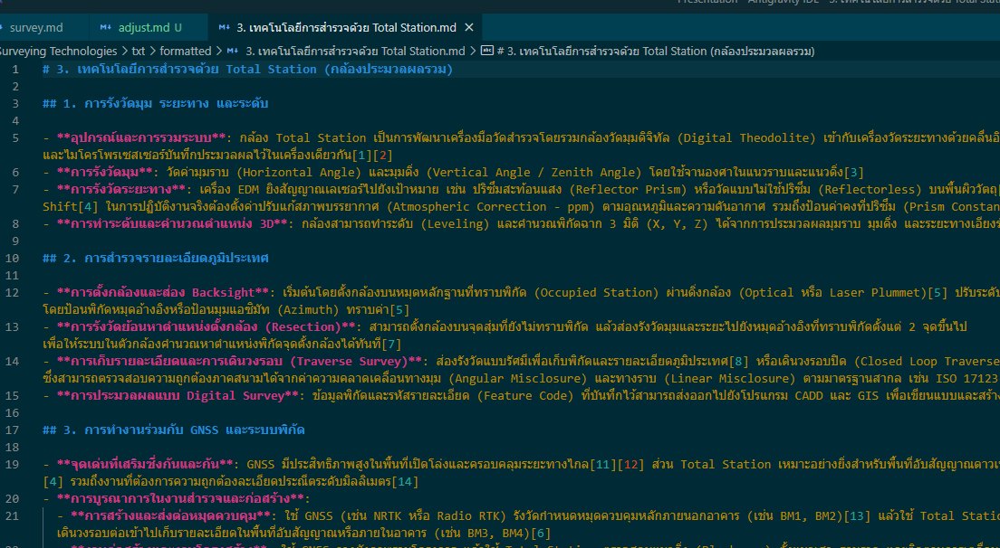 survey.md adjust.md U 3. เทคโนโลยีการสำรวจด้วย Total Station.md
Surveying Technologies > txt > formatted > 3. เทคโนโลยีการสำรวจด้วย Total Station.md > # 3. เทคโนโลยีการสำรวจด้วย Total Station (กล้องประมวลผลรวม)
1 # 3. เทคโนโลยีการสำรวจด้วย Total Station (กล้องประมวลผลรวม)
2
3 ## 1. การรังวัดมุม ระยะทาง และระดับ
4
5 - **อุปกรณ์และการรวมระบบ**: กล้อง Total Station เป็นการพัฒนาเครื่องมือวัดสำรวจโดยรวมกล้องวัดมุมดิจิทัล (Digital Theodolite) เข้ากับเครื่องวัดระยะทางด้วยคลื่น
และไมโครโพรเซสเซอร์บันทึกประมวลผลไว้ในเครื่องเดียวกัน[1][2]
6 - **การรังวัดมุม**: วัดค่ามุมราบ (Horizontal Angle) และมุมดิ่ง (Vertical Angle / Zenith Angle) โดยใช้จานองศาในแนวราบและแนวดิ่ง[3]
7 - **การรังวัดระยะทาง**: เครื่อง EDM ยิงสัญญาณเลเซอร์ไปยังเป้าหมาย เช่น ปริซึมสะท้อนแสง (Reflector Prism) หรือวัดแบบไม่ใช้ปริซึม (Reflectorless) บนพื้นผิววัตถุ
Shift[4] ในการปฏิบัติงานจริงต้องตั้งค่าปรับแก้สภาพบรรยากาศ (Atmospheric Correction - ppm) ตามอุณหภูมิและความดันอากาศ รวมถึงป้อนค่าคงที่ปริซึม (Prism Constan
8 - **การทำระดับและคำนวณตำแหน่ง 3D**: กล้องสามารถทำระดับ (Leveling) และคำนวณพิกัดฉาก 3 มิติ (X, Y, Z) ได้จากการประมวลผลมุมราบ มุมดิ่ง และระยะทางเอียง
9
10 ## 2. การสำรวจรายละเอียดภูมิประเทศ
11
12 - **การตั้งกล้องและส่อง Backsight**: เริ่มต้นโดยตั้งกล้องบนหมุดหลักฐานที่ทราบพิกัด (Occupied Station) ผ่านดิ่งกล้อง (Optical หรือ Laser Plummet)[5] ปรับระดับ
โดยป้อนพิกัดหมุดอ้างอิงหรือป้อนมุมแอซิมัท (Azimuth) ทราบค่า[5]
13 - **การรังวัดย้อนหาตำแหน่งตั้งกล้อง (Resection)**: สามารถตั้งกล้องบนจุดสุ่มที่ยังไม่ทราบพิกัด แล้วส่องรังวัดมุมและระยะไปยังหมุดอ้างอิงที่ทราบพิกัดตั้งแต่ 2 จุดขึ้นไป
เพื่อให้ระบบในตัวกล้องคำนวณหาตำแหน่งพิกัดจุดตั้งกล้องได้ทันที[7]
14 - **การเก็บรายละเอียดและการเดินวงรอบ (Traverse Survey)**: ส่องรังวัดแบบรัศมีเพื่อเก็บพิกัดและรายละเอียดภูมิประเทศ[8] หรือเดินวงรอบปิด (Closed Loop Traverse
ซึ่งสามารถตรวจสอบความถูกต้องภาคสนามได้จากค่าความคลาดเคลื่อนทางมุม (Angular Misclosure) และทางราบ (Linear Misclosure) ตามมาตรฐานสากล เช่น ISO 17123
15 - **การประมวลผลแบบ Digital Survey**: ข้อมูลพิกัดและรหัสรายละเอียด (Feature Code) ที่บันทึกไว้สามารถส่งออกไปยังโปรแกรม CADD และ GIS เพื่อเขียนแบบและสร้าง
16
17 ## 3. การทำงานร่วมกับ GNSS และระบบพิกัด
18
19 - **จุดเด่นที่เสริมซึ่งกันและกัน**: GNSS มีประสิทธิภาพสูงในพื้นที่เปิดโล่งและครอบคลุมระยะทางไกล[11][12] ส่วน Total Station เหมาะอย่างยิ่งสำหรับพื้นที่อับสัญญาณดาวเ
[4] รวมถึงงานที่ต้องการความถูกต้องละเอียดประณีตระดับมิลลิเมตร[14]
20 - **การบูรณาการในงานสำรวจและก่อสร้าง**:
21 - **การสร้างและส่งต่อหมุดควบคุม**: ใช้ GNSS (เช่น NRTK หรือ Radio RTK) รังวัดกำหนดหมุดควบคุมหลักภายนอกอาคาร (เช่น BM1, BM2)[13] แล้วใช้ Total Static
เดินวงรอบต่อเข้าไปเก็บรายละเอียดในพื้นที่อับสัญญาณหรือภายในอาคาร (เช่น BM3, BM4)[6]